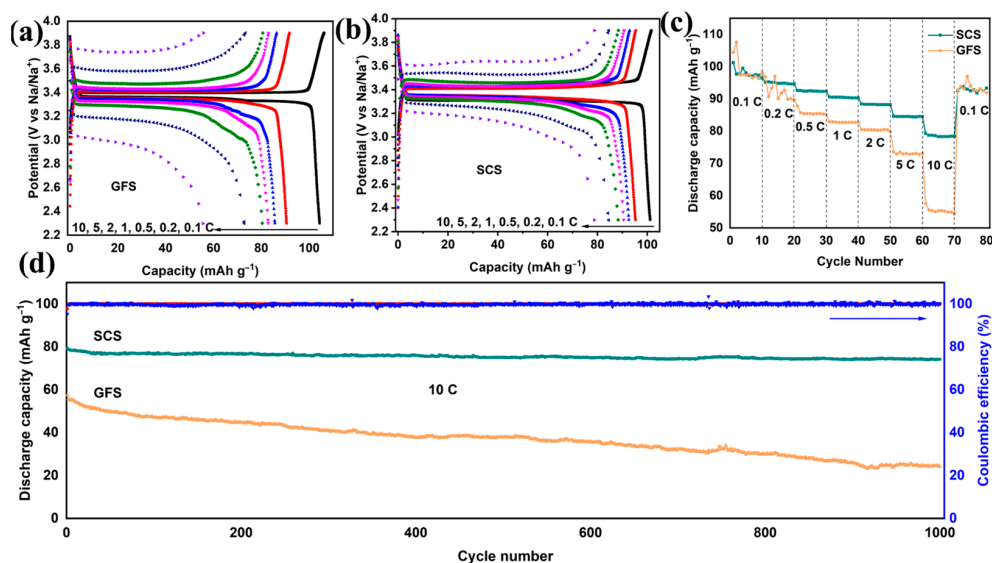 (a)
Potential (V vs Na/Na⁺)
3.9
3.6
3.4
3.2
3.0
2.8
2.6
2.4
2.2
GFS
10, 5, 2, 1, 0.5, 0.2, 0.1 C
0 20 40 60 80 100
Capacity (mAh g⁻¹)
(b)
Potential (V vs Na/Na⁺)
4.0
3.8
3.6
3.4
3.2
3.0
2.8
2.6
2.4
2.2
SCS
10, 5, 2, 1, 0.5, 0.2, 0.1 C
0 20 40 60 80 100
Capacity (mAh g⁻¹)
(c)
Discharge capacity (mAh g⁻¹)
110
100
90
80
70
60
50
SCS
GFS
0.1 C
0.2 C
0.5 C
1 C
2 C
5 C
10 C
0.1 C
0 10 20 30 40 50 60 70 80
Cycle Number
(d)
Discharge capacity (mAh g⁻¹)
100
80
60
40
20
0
SCS
GFS
10 C
100
80
60
40
20
0
Coulombic efficiency (%)
0 200 400 600 800 1000
Cycle number